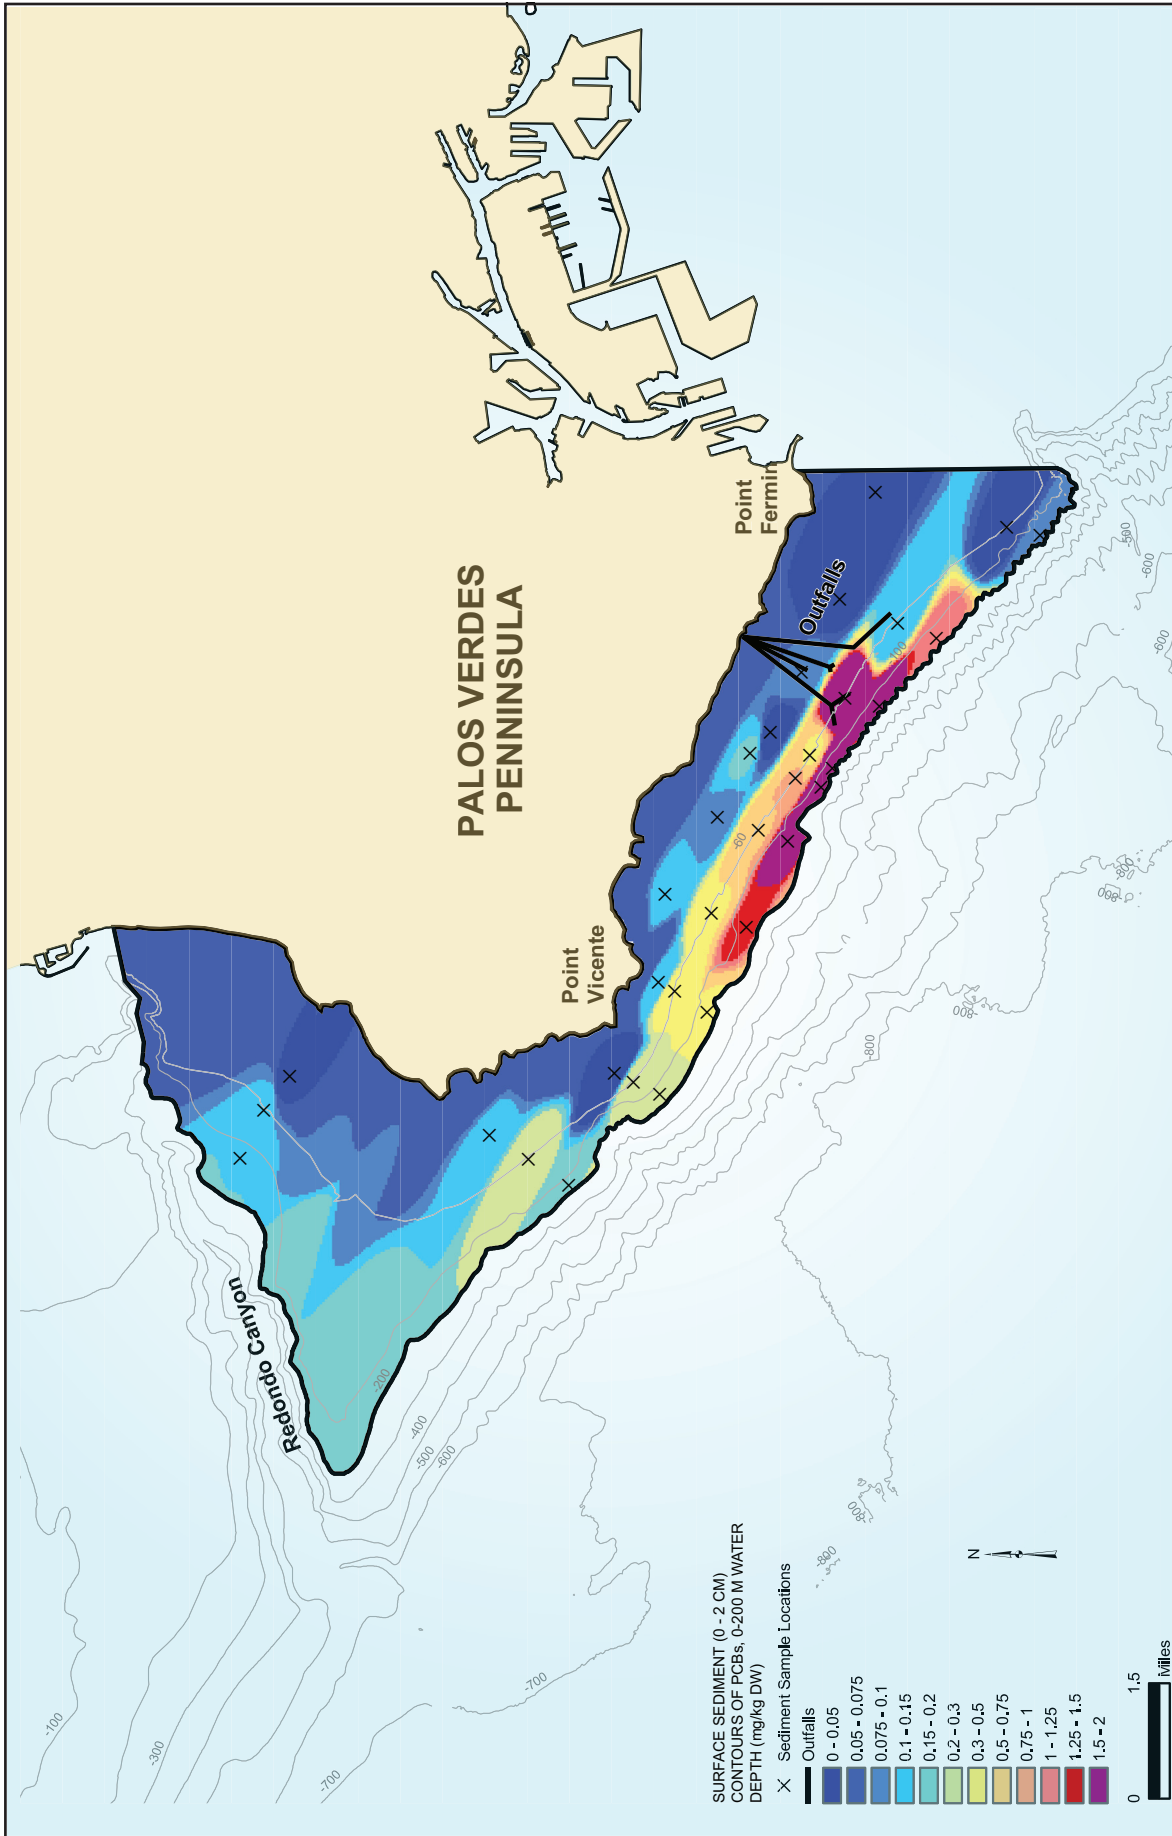 PALOS VERDES
PENNINSULA
Point
Fermin
Point
Vicente
Outfalls
Redondo Canyon
-60
-100
-200
-400
-500
-600
-500
-600
-600
-800
-800
-800
-800
-800
-800
-800
-700
-100
-300
-700
SURFACE SEDIMENT (0 - 2 CM)
CONTOURS OF PCBs, 0-200 M WATER
DEPTH (mg/kg DW)
Sediment Sample Locations
Outfalls
0 - 0.05
0.05 - 0.075
0.075 - 0.1
0.1 - 0.15
0.15 - 0.2
0.2 - 0.3
0.3 - 0.5
0.5 - 0.75
0.75 - 1
1 - 1.25
1.25 - 1.5
1.5 - 2
N
0 1.5
Miles